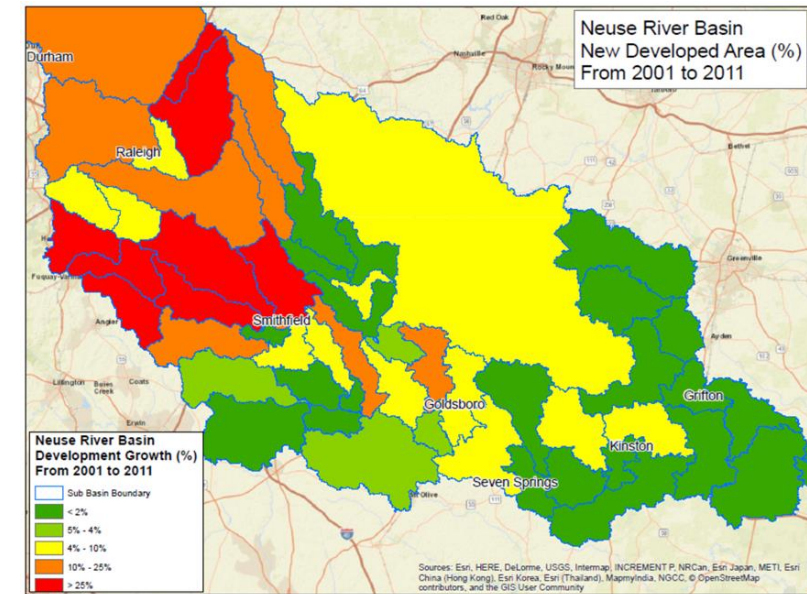 Neuse River Basin
New Developed Area (%)
From 2001 to 2011
Red Oak
Nashville
Rocky Mount
Durham
Bethel
Raleigh
Greenville
Fuquay-Varina
Angier
Smithfield
Ayden
Lillington
Coats
Grifton
Erwin
Goldsboro
Kinston
Seven Springs
Neuse River Basin
Development Growth (%)
From 2001 to 2011
Sub Basin Boundary
< 2%
5% - 4%
4% - 10%
10% - 25%
> 25%
Sources: Esri, HERE, DeLorme, USGS, Intermap, INCREMENT P, NRCan, Esri Japan, METI, Esri
China (Hong Kong), Esri Korea, Esri (Thailand), MapmyIndia, NGCC, © OpenStreetMap
contributors, and the GIS User Community